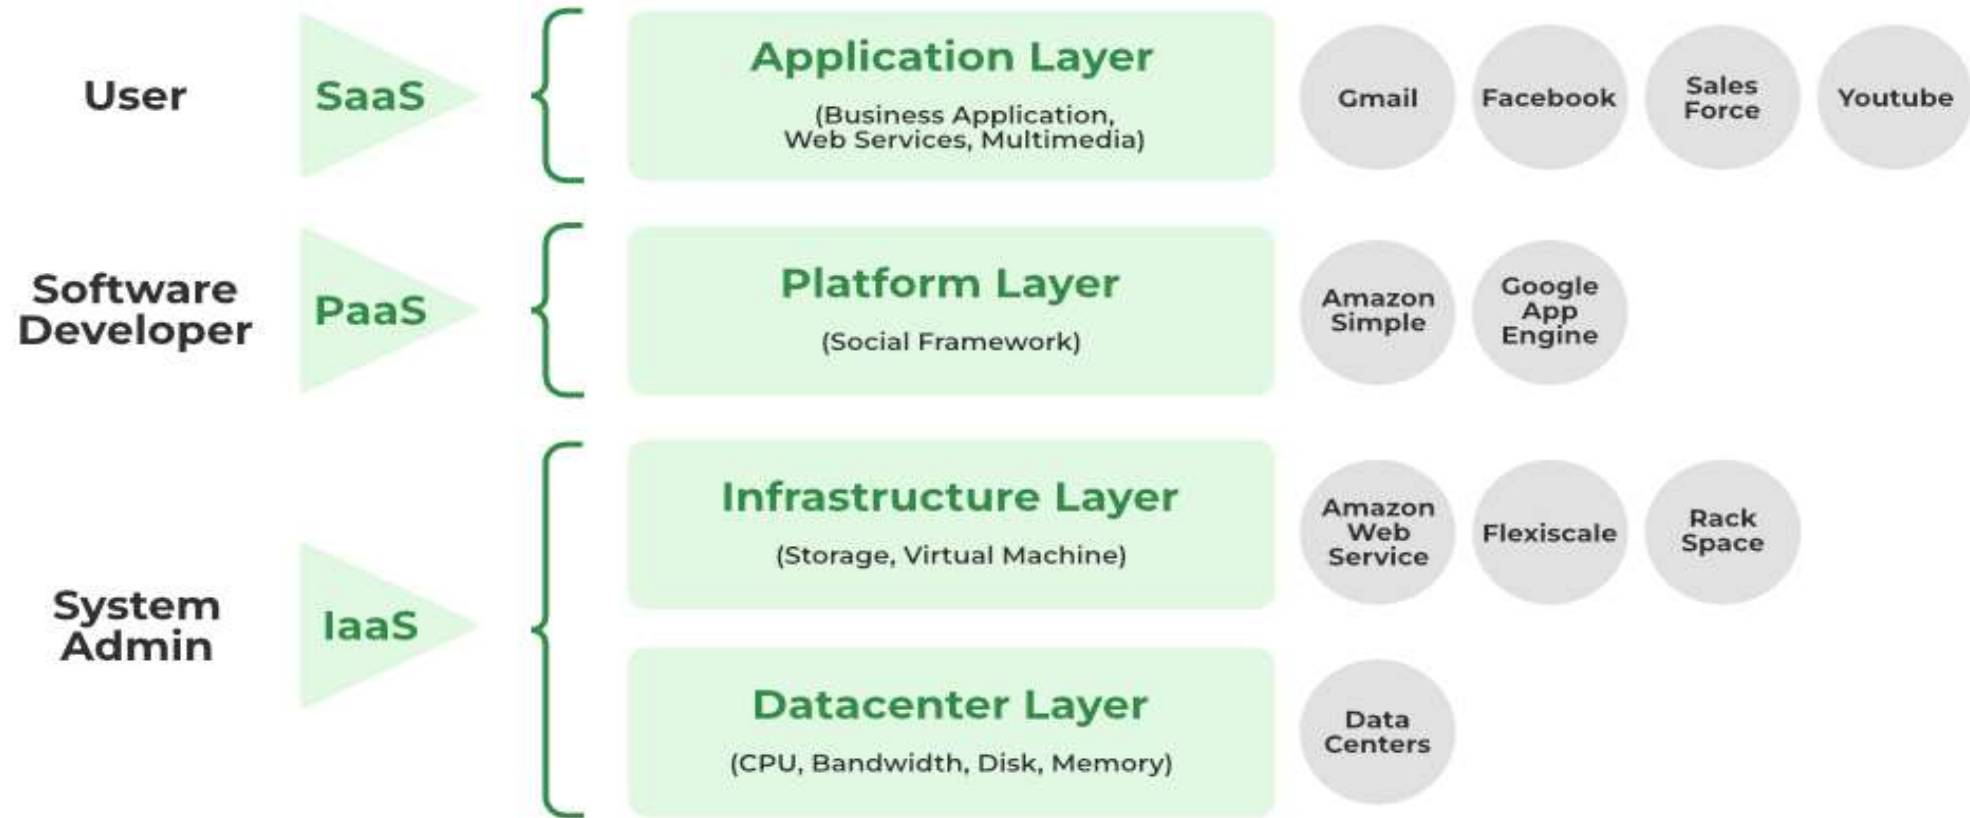 User
SaaS
Application Layer
(Business Application,
Web Services, Multimedia)
Gmail
Facebook
Sales
Force
Youtube
Software
Developer
PaaS
Platform Layer
(Social Framework)
Amazon
Simple
Google
App
Engine
System
Admin
IaaS
Infrastructure Layer
(Storage, Virtual Machine)
Amazon
Web
Service
Flexiscale
Rack
Space
Datacenter Layer
(CPU, Bandwidth, Disk, Memory)
Data
Centers